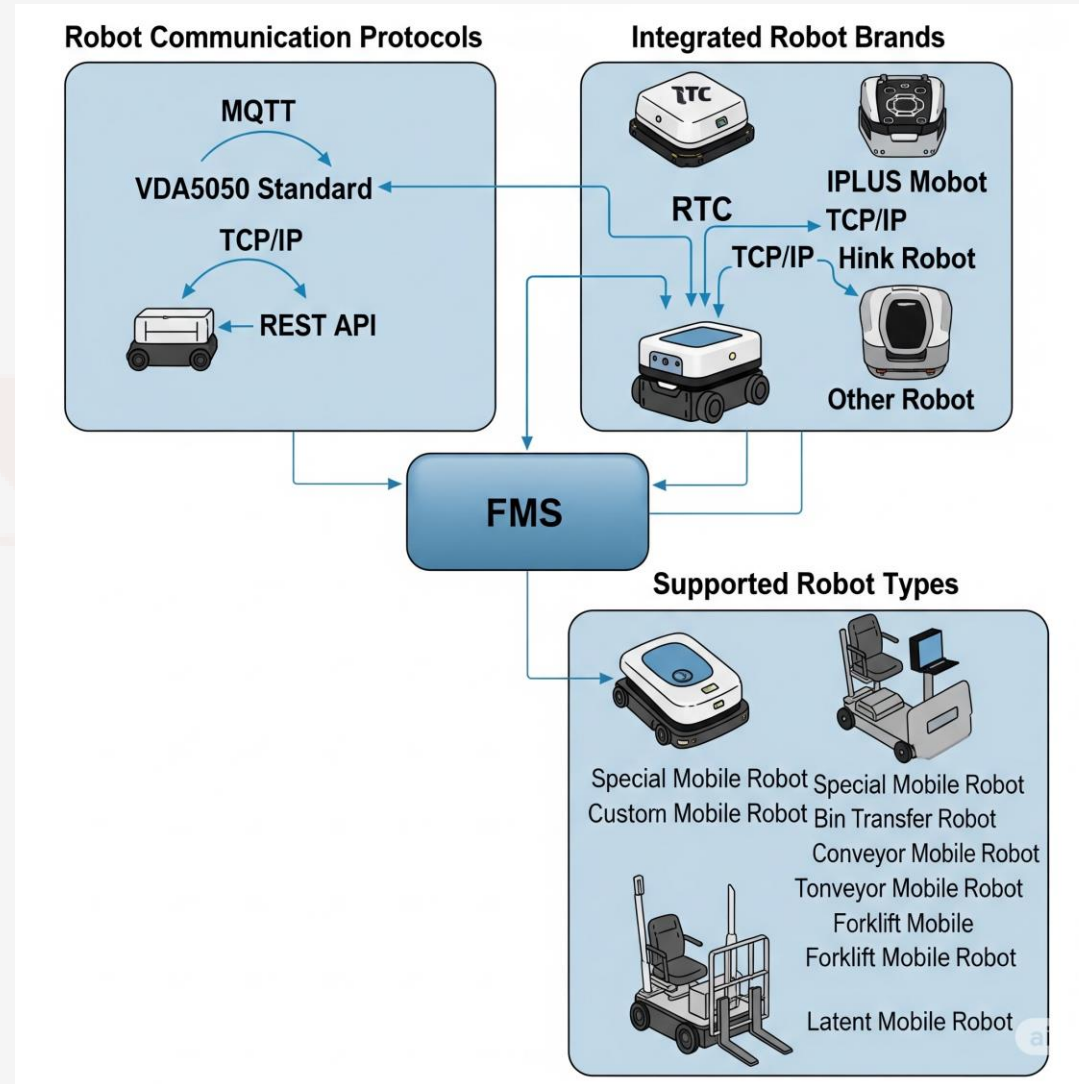 Robot Communication Protocols
MQTT
VDA5050 Standard
TCP/IP
REST API
Integrated Robot Brands
RTC
IPLUS Mobot
RTC
TCP/IP
TCP/IP
Hink Robot
Other Robot
FMS
Supported Robot Types
Special Mobile Robot
Custom Mobile Robot
Special Mobile Robot
Bin Transfer Robot
Conveyor Mobile Robot
Tonveyor Mobile Robot
Forklift Mobile
Forklift Mobile Robot
Latent Mobile Robot
ai